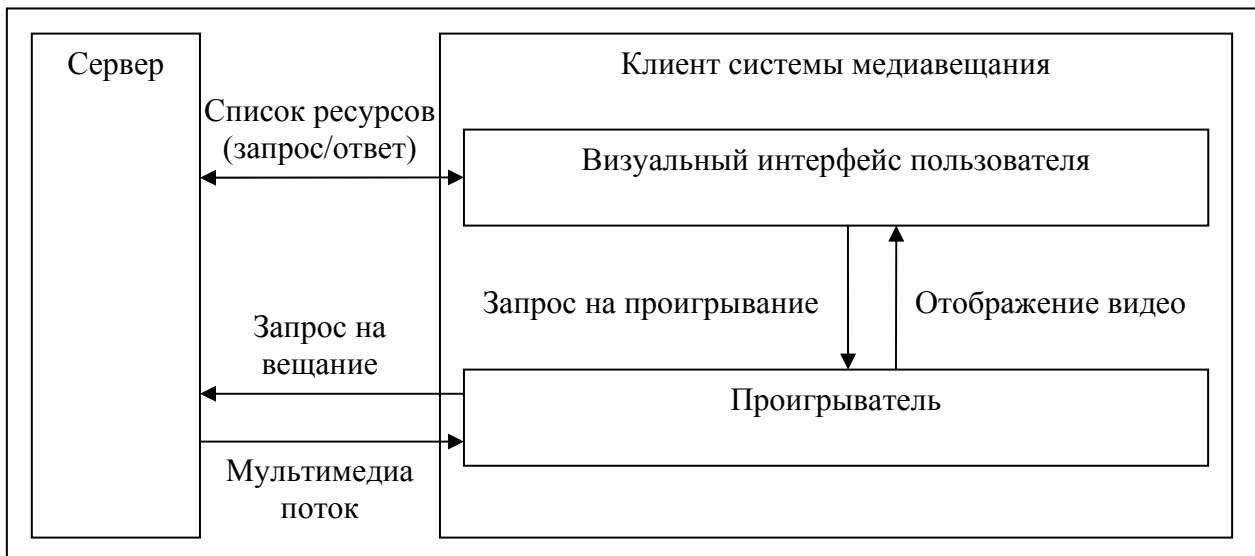 Сервер
Клиент системы медиавещания
Список ресурсов
(запрос/ответ)
Визуальный интерфейс пользователя
Запрос на проигрывание
Отображение видео
Запрос на
вещание
Проигрыватель
Мультимедиа
поток